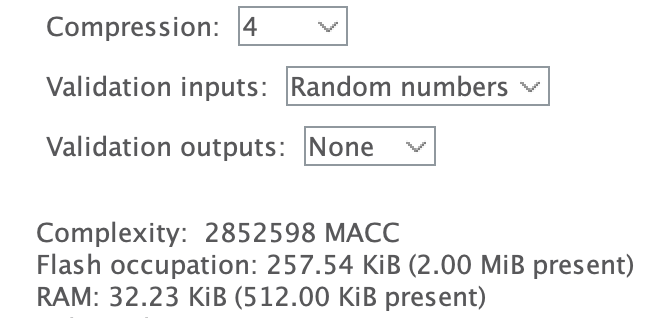 Compression: 4
Validation inputs: Random numbers
Validation outputs: None
Complexity:  2852598 MACC
Flash occupation: 257.54 KiB (2.00 MiB present)
RAM: 32.23 KiB (512.00 KiB present)